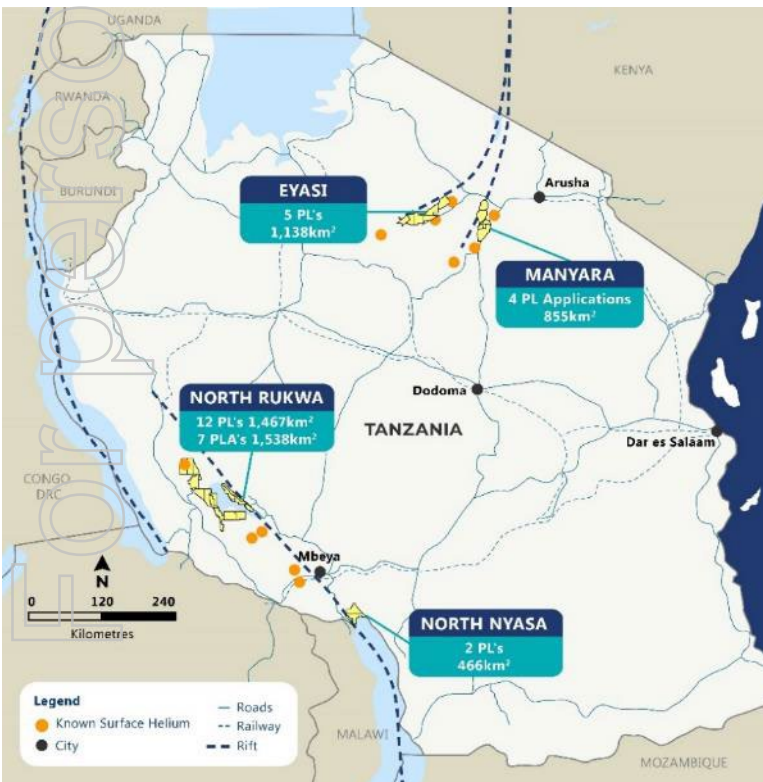 UGANDA
KENYA
RWANDA
BURUNDI
EYASI
5 PL's
1,138km²
Arusha
MANYARA
4 PL Applications
855km²
NORTH RUKWA
12 PL's 1,467km²
7 PLA's 1,538km²
Dodoma
TANZANIA
Dar es Salaam
CONGO
DRC
Mbeya
N
0 120 240
Kilometres
NORTH NYASA
2 PL's
466km²
Legend
Known Surface Helium
City
Roads
Railway
Rift
MALAWI
MOZAMBIQUE
For perso